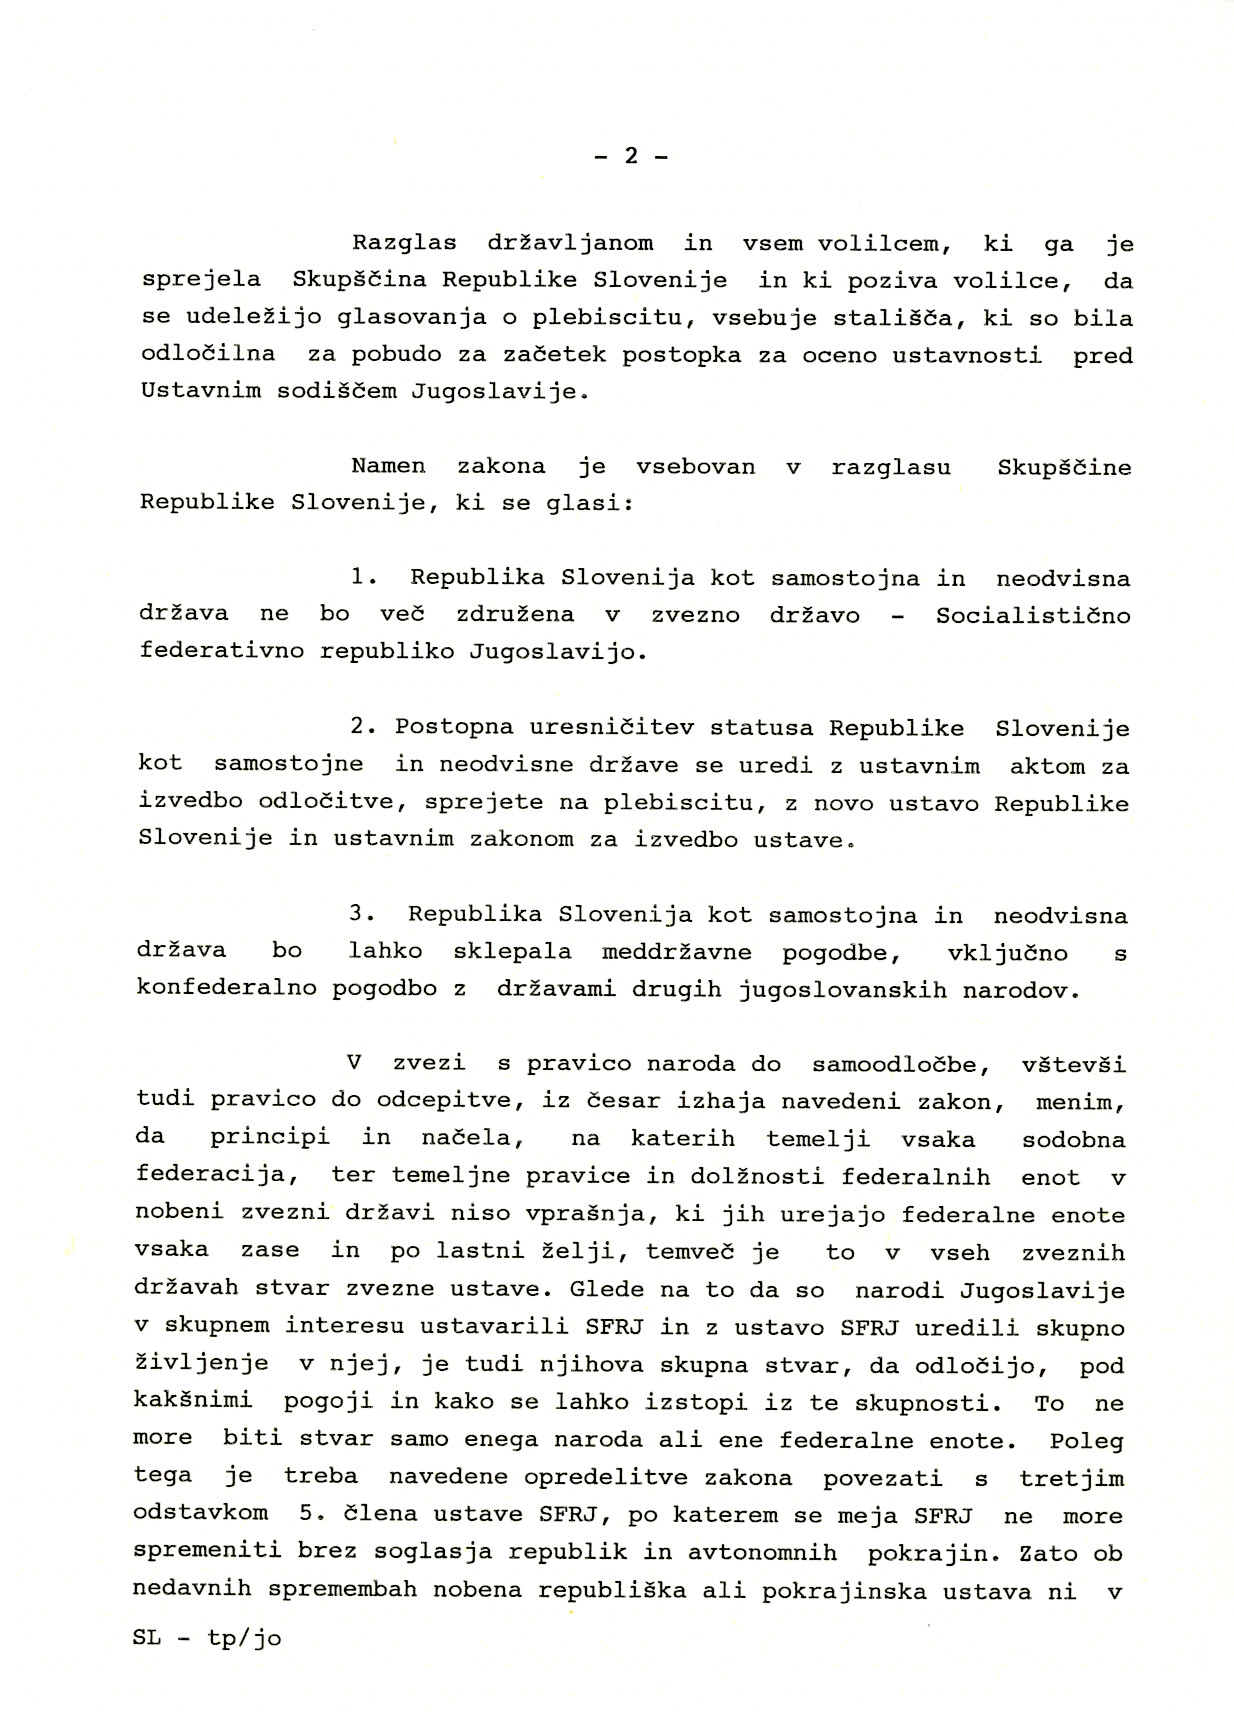 - 2 -
Razglas državljanom in vsem volilcem, ki ga je
sprejela Skupščina Republike Slovenije in ki poziva volilce, da
se udeležijo glasovanja o plebiscitu, vsebuje stališča, ki so bila
odločilna za pobudo za začetek postopka za oceno ustavnosti pred
Ustavnim sodiščem Jugoslavije.
Namen zakona je vsebovan v razglasu Skupščine
Republike Slovenije, ki se glasi:
1. Republika Slovenija kot samostojna in neodvisna
država ne bo več združena v zvezno državo - Socialistično
federativno republiko Jugoslavijo.
2. Postopna uresničitev statusa Republike Slovenije
kot samostojne in neodvisne države se uredi z ustavnim aktom za
izvedbo odločitve, sprejete na plebiscitu, z novo ustavo Republike
Slovenije in ustavnim zakonom za izvedbo ustave.
3. Republika Slovenija kot samostojna in neodvisna
država bo lahko sklepala meddržavne pogodbe, vključno s
konfederalno pogodbo z državami drugih jugoslovanskih narodov.
V zvezi s pravico naroda do samoodločbe, vštevši
tudi pravico do odcepitve, iz česar izhaja navedeni zakon, menim,
da principi in načela, na katerih temelji vsaka sodobna
federacija, ter temeljne pravice in dolžnosti federalnih enot v
nobeni zvezni državi niso vprašnja, ki jih urejajo federalne enote
vsaka zase in po lastni želji, temveč je to v vseh zveznih
državah stvar zvezne ustave. Glede na to da so narodi Jugoslavije
v skupnem interesu ustavarili SFRJ in z ustavo SFRJ uredili skupno
življenje v njej, je tudi njihova skupna stvar, da odločijo, pod
kakšnimi pogoji in kako se lahko izstopi iz te skupnosti. To ne
more biti stvar samo enega naroda ali ene federalne enote. Poleg
tega je treba navedene opredelitve zakona povezati s tretjim
odstavkom 5. člena ustave SFRJ, po katerem se meja SFRJ ne more
spremeniti brez soglasja republik in avtonomnih pokrajin. Zato ob
nedavnih spremembah nobena republiška ali pokrajinska ustava ni v
SL - tp/jo